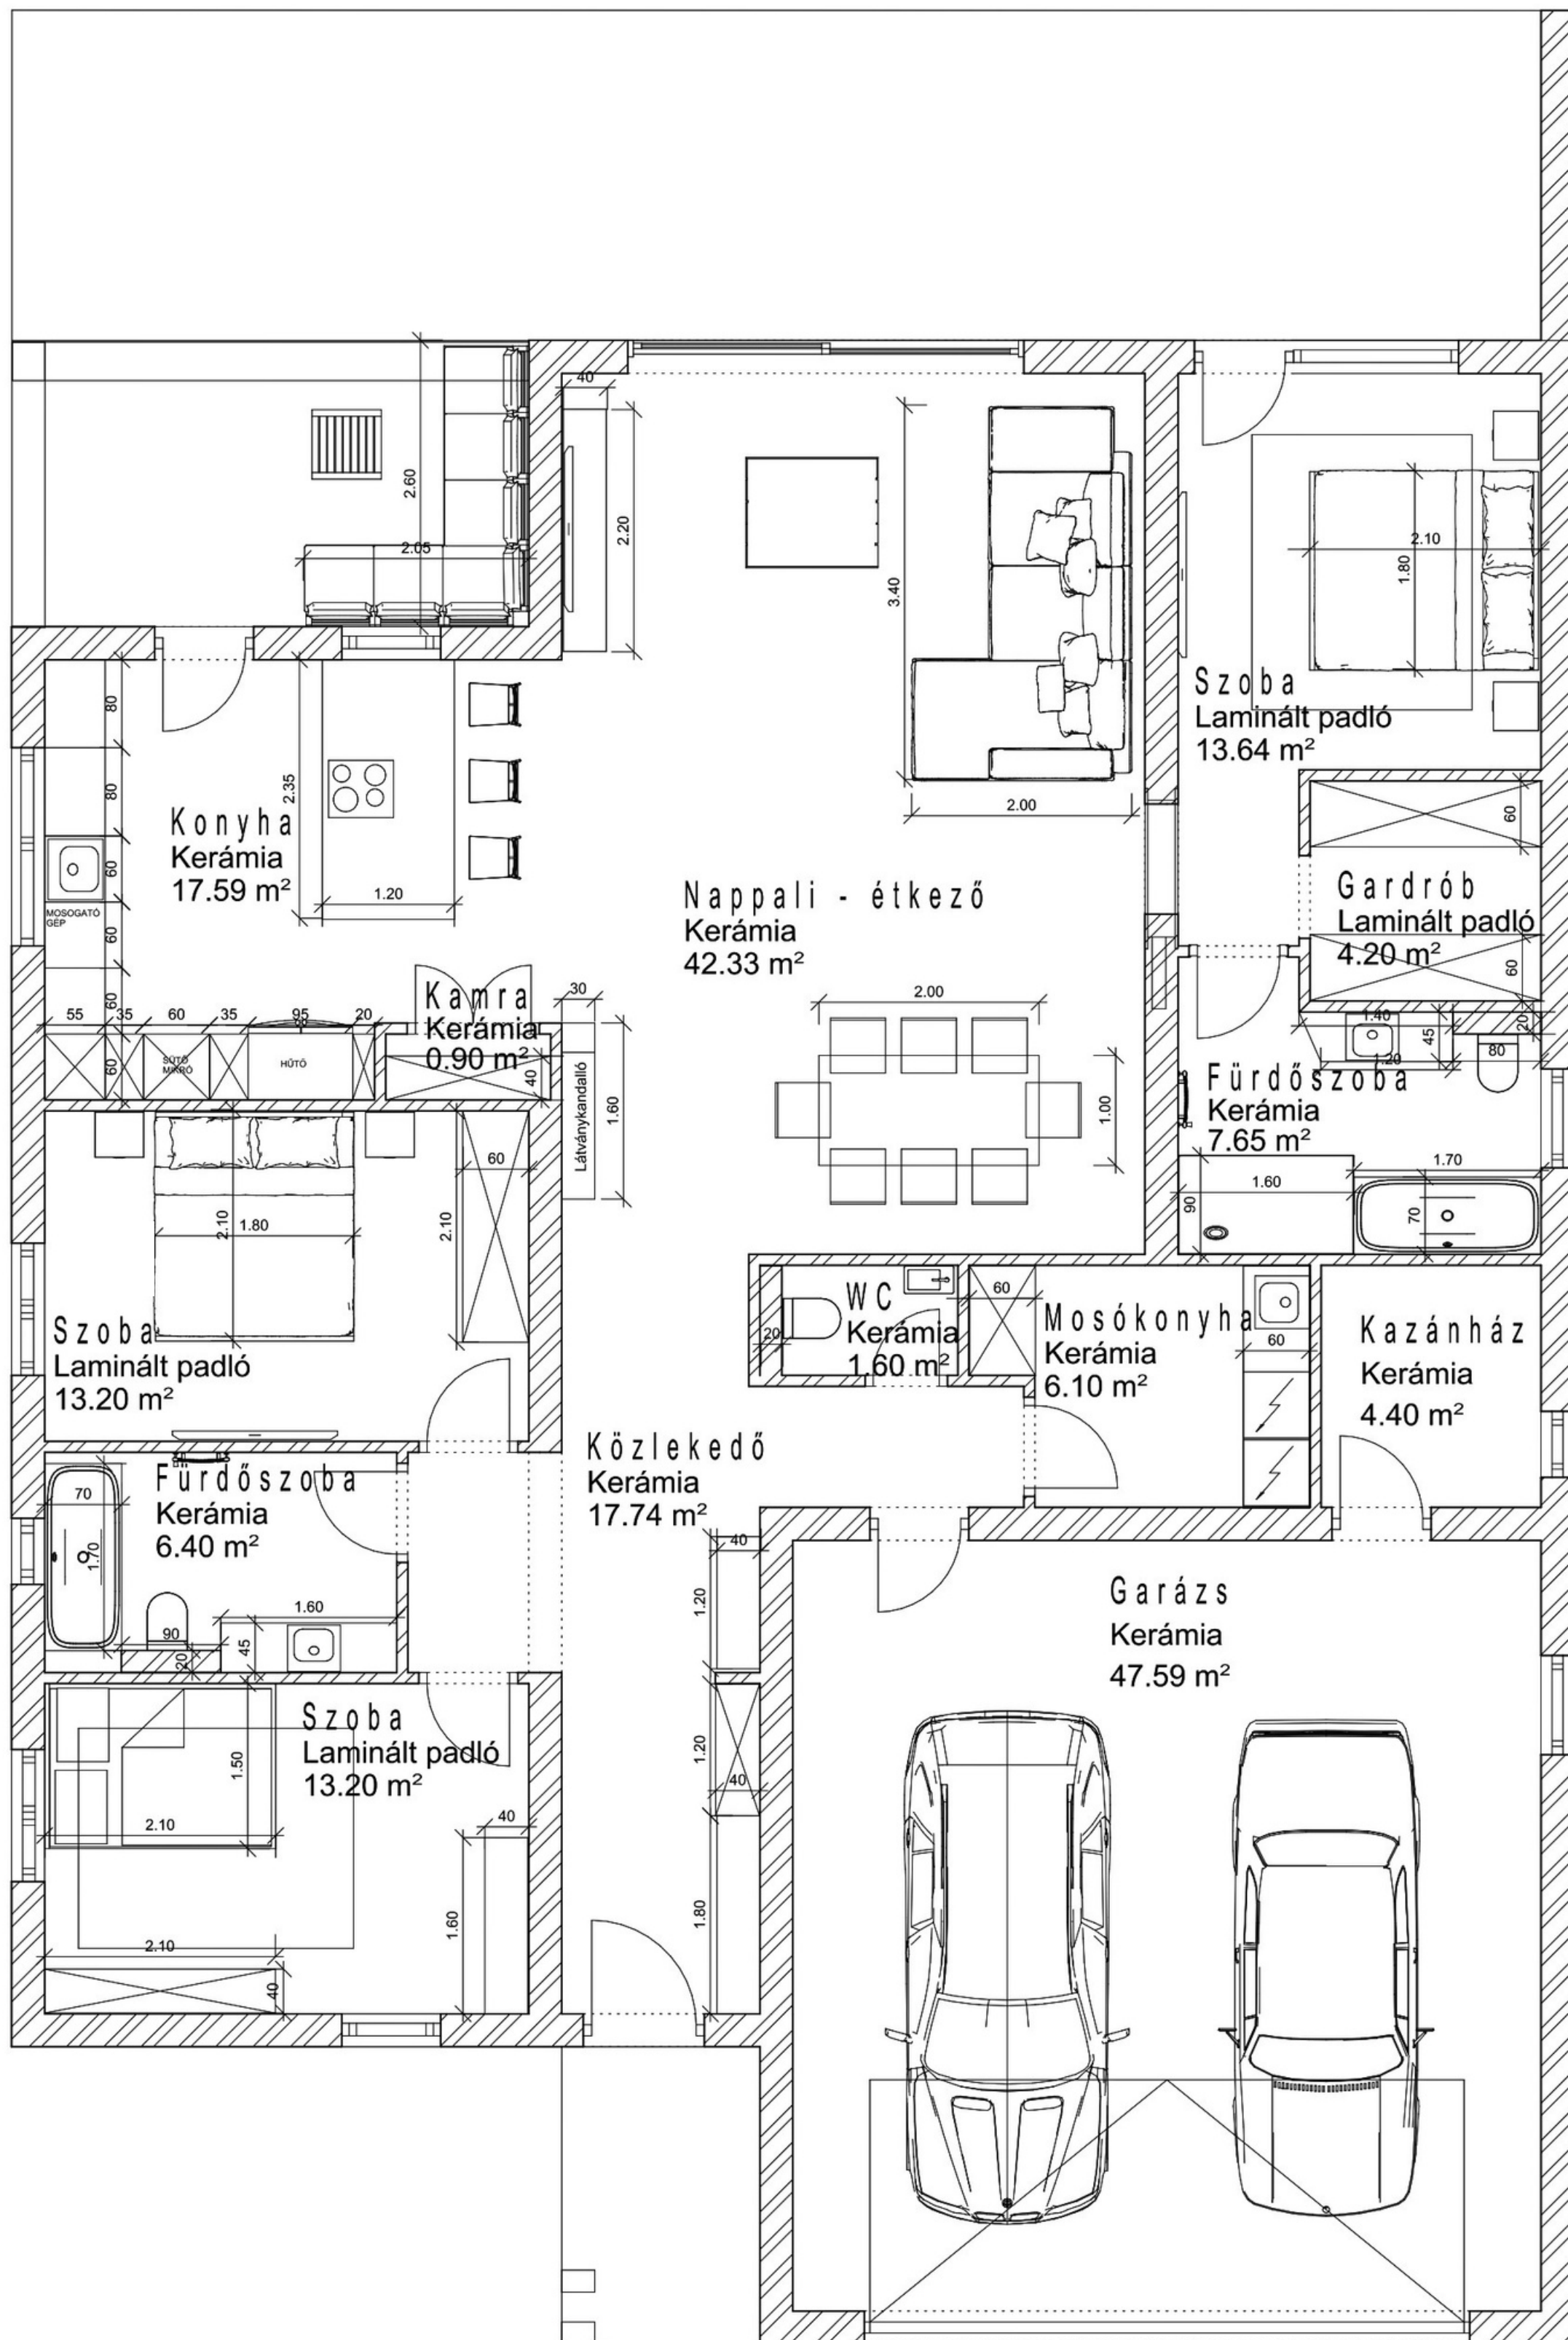 40
2.60
2.20
2.05
3.40
2.10
1.80
Szoba
Laminált padló
13.64 m²
80
80
2.35
2.00
60
Konyha
Kerámia
17.59 m²
60
1.20
MOSOGATÓ
GÉP
60
Nappali - étkező
Kerámia
42.33 m²
Gardrób
Laminált padló
4.20 m²
60
60
55
35
60
35
95
20
Kamra
Kerámia
0.90 m²
30
40
60
SÜTŐ
MIKRÓ
HŰTŐ
Látványkandalló
1.60
2.00
1.00
1.40
45
20
1.20
80
Fürdőszoba
Kerámia
7.65 m²
1.60
1.70
90
70
60
2.10
1.80
2.10
Szoba
Laminált padló
13.20 m²
WC
Kerámia
1.60 m²
20
60
Mosókonyha
Kerámia
6.10 m²
60
Kazánház
Kerámia
4.40 m²
Közlekedő
Kerámia
17.74 m²
Fürdőszoba
Kerámia
6.40 m²
70
1.70
90
20
45
1.60
40
1.20
Garázs
Kerámia
47.59 m²
Szoba
Laminált padló
13.20 m²
1.50
2.10
1.20
40
40
1.60
1.80
2.10
40